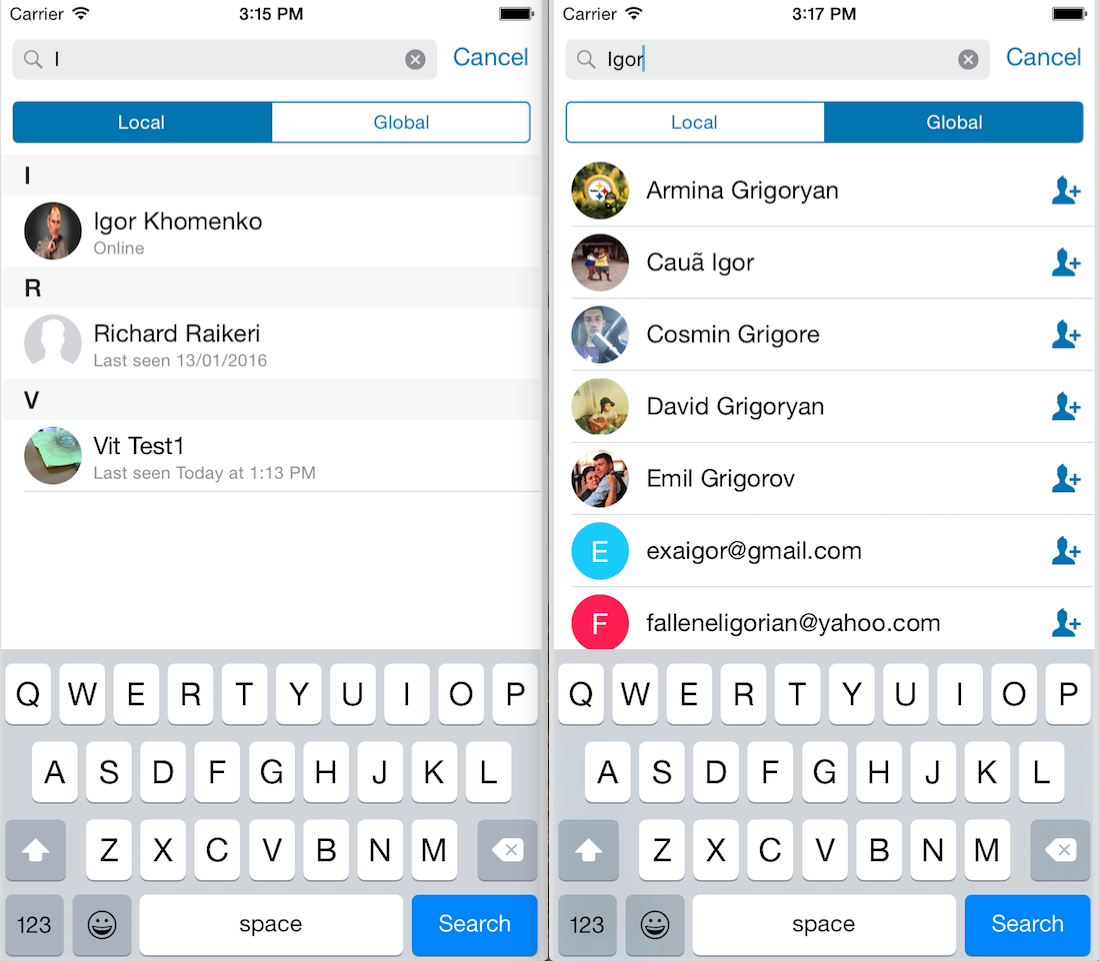 Carrier 3:15 PM
I Cancel
Local Global
I
Igor Khomenko
Online
R
Richard Raikeri
Last seen 13/01/2016
V
Vit Test1
Last seen Today at 1:13 PM
Q W E R T Y U I O P
A S D F G H J K L
Z X C V B N M
123 space Search
Carrier 3:17 PM
Igor Cancel
Local Global
Armina Grigoryan
Cauã Igor
Cosmin Grigore
David Grigoryan
Emil Grigorov
E exaigor@gmail.com
F falleneligorian@yahoo.com
Q W E R T Y U I O P
A S D F G H J K L
Z X C V B N M
123 space Search